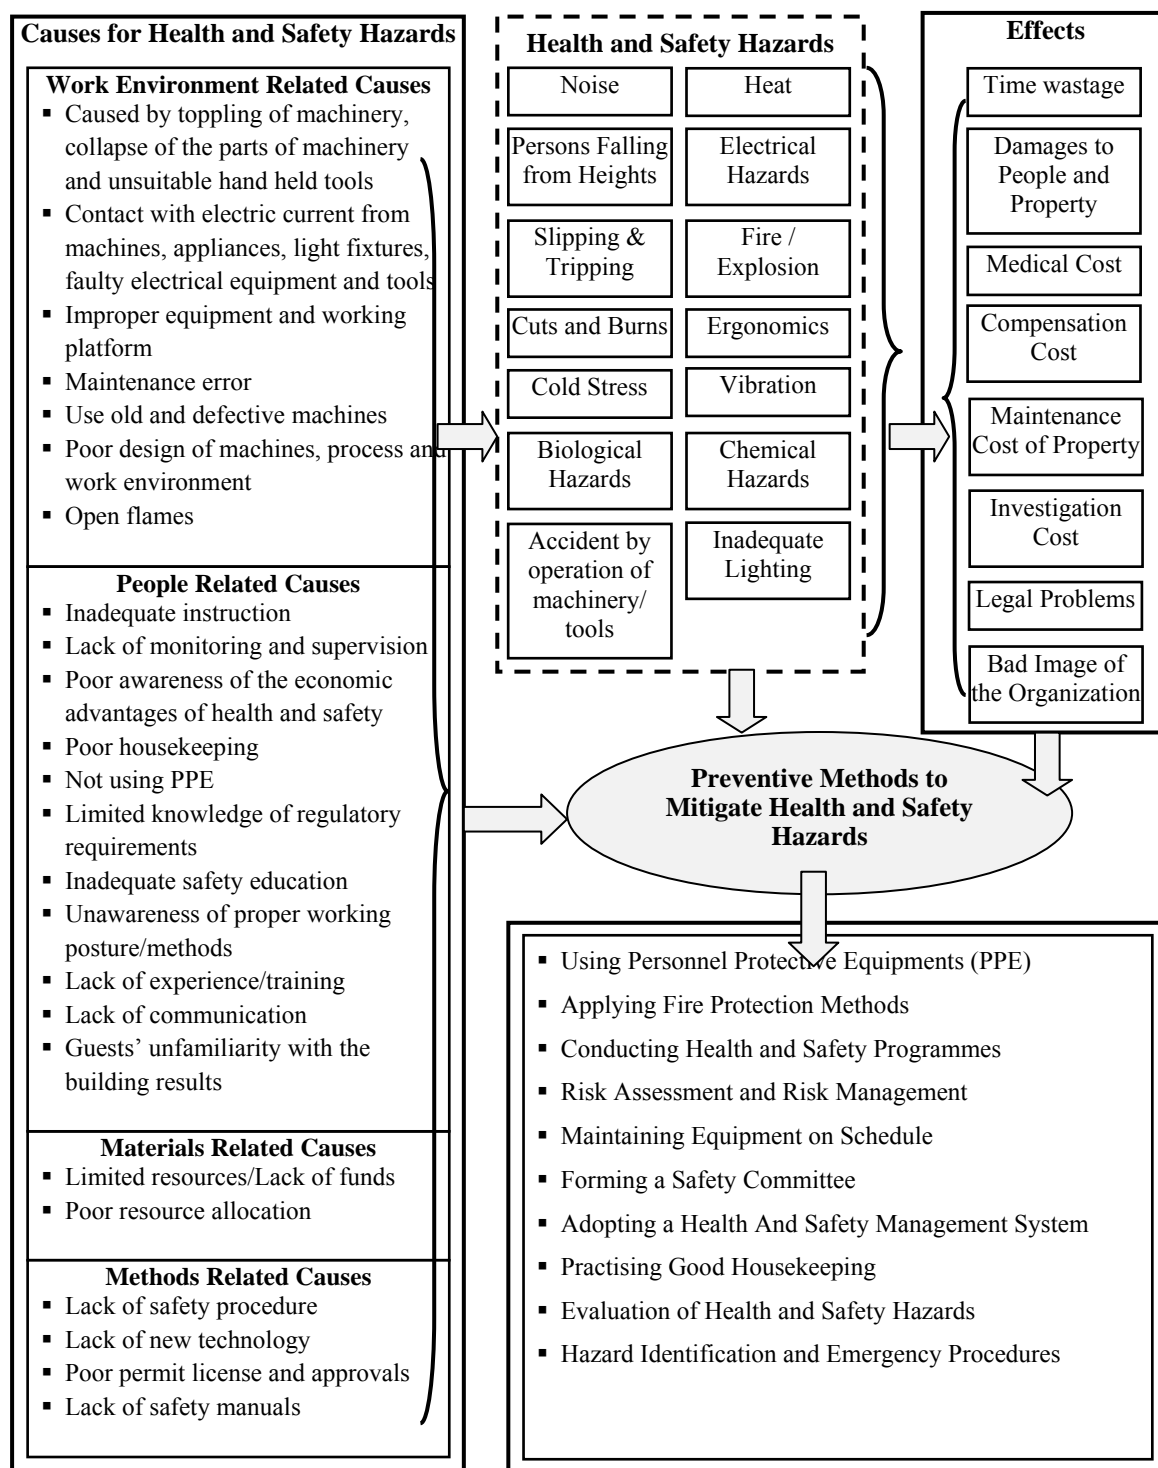 Causes for Health and Safety Hazards
Work Environment Related Causes
▪ Caused by toppling of machinery,
collapse of the parts of machinery
and unsuitable hand held tools
▪ Contact with electric current from
machines, appliances, light fixtures,
faulty electrical equipment and tools
▪ Improper equipment and working
platform
▪ Maintenance error
▪ Use old and defective machines
▪ Poor design of machines, process and
work environment
▪ Open flames
People Related Causes
▪ Inadequate instruction
▪ Lack of monitoring and supervision
▪ Poor awareness of the economic
advantages of health and safety
▪ Poor housekeeping
▪ Not using PPE
▪ Limited knowledge of regulatory
requirements
▪ Inadequate safety education
▪ Unawareness of proper working
posture/methods
▪ Lack of experience/training
▪ Lack of communication
▪ Guests' unfamiliarity with the
building results
Materials Related Causes
▪ Limited resources/Lack of funds
▪ Poor resource allocation
Methods Related Causes
▪ Lack of safety procedure
▪ Lack of new technology
▪ Poor permit license and approvals
▪ Lack of safety manuals
Health and Safety Hazards
Noise
Heat
Persons Falling
from Heights
Electrical
Hazards
Slipping &
Tripping
Fire /
Explosion
Cuts and Burns
Ergonomics
Cold Stress
Vibration
Biological
Hazards
Chemical
Hazards
Accident by
operation of
machinery/
tools
Inadequate
Lighting
Effects
Time wastage
Damages to
People and
Property
Medical Cost
Compensation
Cost
Maintenance
Cost of Property
Investigation
Cost
Legal Problems
Bad Image of
the Organization
Preventive Methods to
Mitigate Health and Safety
Hazards
▪ Using Personnel Protective Equipments (PPE)
▪ Applying Fire Protection Methods
▪ Conducting Health and Safety Programmes
▪ Risk Assessment and Risk Management
▪ Maintaining Equipment on Schedule
▪ Forming a Safety Committee
▪ Adopting a Health And Safety Management System
▪ Practising Good Housekeeping
▪ Evaluation of Health and Safety Hazards
▪ Hazard Identification and Emergency Procedures